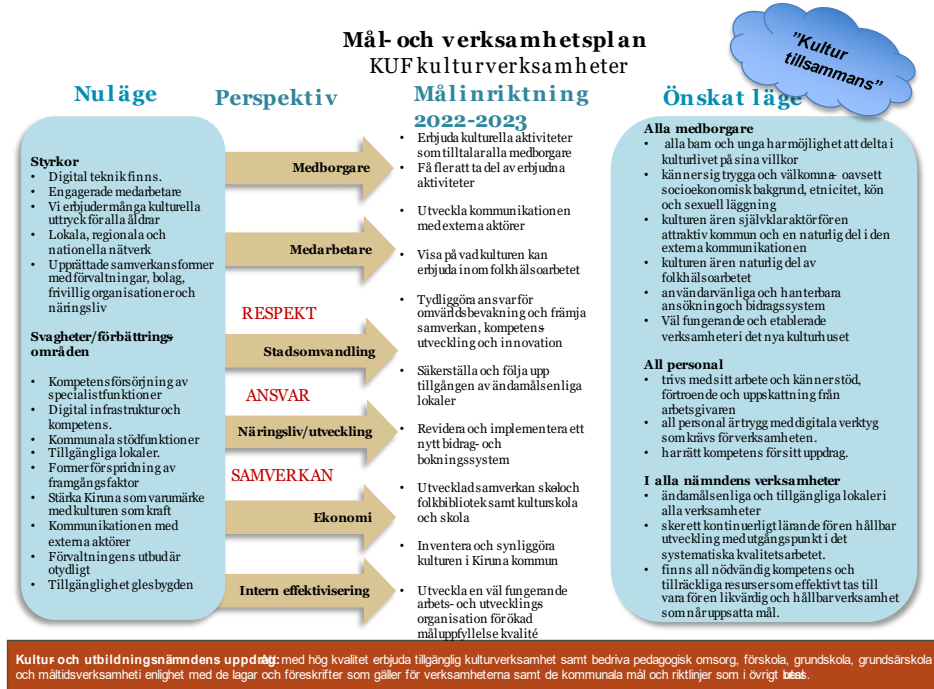 Mål- och verksamhetsplan
KUF kulturverksamheter
"Kultur
tillsammans"
Nuläge
Perspektiv
Målinriktning
2022-2023
Önskat läge
Styrkor
• Digital teknik finns.
• Engagerade medarbetare
• Vi erbjuder många kulturella
uttryck för alla åldrar
• Lokala, regionala och
nationella nätverk
• Upprättade samverkansformer
med förvaltningar, bolag,
frivillig organisationer och
näringsliv
Svagheter/förbättrings-
områden
• Kompetensförsörjning av
specialistfunktioner
• Digital infrastruktur och
kompetens.
• Kommunala stödfunktioner
• Tillgängliga lokaler.
• Former för spridning av
framgångsfaktor
• Stärka Kiruna som varumärke
med kulturen som kraft
• Kommunikationen med
externa aktörer
• Förvaltningens utbud är
otydligt
• Tillgänglighet glesbygden
Medborgare
Medarbetare
RESPEKT
Stadsomvandling
ANSVAR
Näringsliv/utveckling
SAMVERKAN
Ekonomi
Intern effektivisering
• Erbjuda kulturella aktiviteter
som tilltalar alla medborgare
• Få fler att ta del av erbjudna
aktiviteter
• Utveckla kommunikationen
med externa aktörer
• Visa på vad kulturen kan
erbjuda inom folkhälsoarbetet
• Tydliggöra ansvar för
omvärldsbevakning och främja
samverkan, kompetens-
utveckling och innovation
• Säkerställa och följa upp
tillgången av ändamålsenliga
lokaler
• Revidera och implementera ett
nytt bidrag- och
bokningssystem
• Utvecklad samverkan skol och
folkbibliotek samt kulturskola
och skola
• Inventera och synliggöra
kulturen i Kiruna kommun
• Utveckla en väl fungerande
arbets- och utvecklings
organisation för ökad
måluppfyllelse kvalité
Alla medborgare
• alla barn och unga har möjlighet att delta i
kulturlivet på sina villkor
• känner sig trygga och välkomna- oavsett
socioekonomisk bakgrund, etnicitet, kön
och sexuell läggning
• kulturen är en självklar aktör för en
attraktiv kommun och en naturlig del i den
externa kommunikationen
• kulturen är en naturlig del av
folkhälsoarbetet
• användarvänliga och hanterbara
ansökning och bidragssystem
• Väl fungerande och etablerade
verksamheter i det nya kulturhuset
All personal
• trivs med sitt arbete och känner stöd,
förtroende och uppskattning från
arbetsgivaren
• all personal är trygg med digitala verktyg
som krävs för verksamheten.
• har rätt kompetens för sitt uppdrag.
I alla nämndens verksamheter
• ändamålsenliga och tillgängliga lokaler i
alla verksamheter
• sker ett kontinuerligt lärande för en hållbar
utveckling med utgångspunkt i det
systematiska kvalitetsarbetet.
• finns all nödvändig kompetens och
tillräckliga resurser som effektivt tas till
vara för en likvärdig och hållbar verksamhet
som når uppsatta mål.
Kultur- och utbildningsnämndens uppdrag: med hög kvalitet erbjuda tillgänglig kulturverksamhet samt bedriva pedagogisk omsorg, förskola, grundskola, grundsärskola
och måltidsverksamhet i enlighet med de lagar och föreskrifter som gäller för verksamheterna samt de kommunala mål och riktlinjer som i övrigt